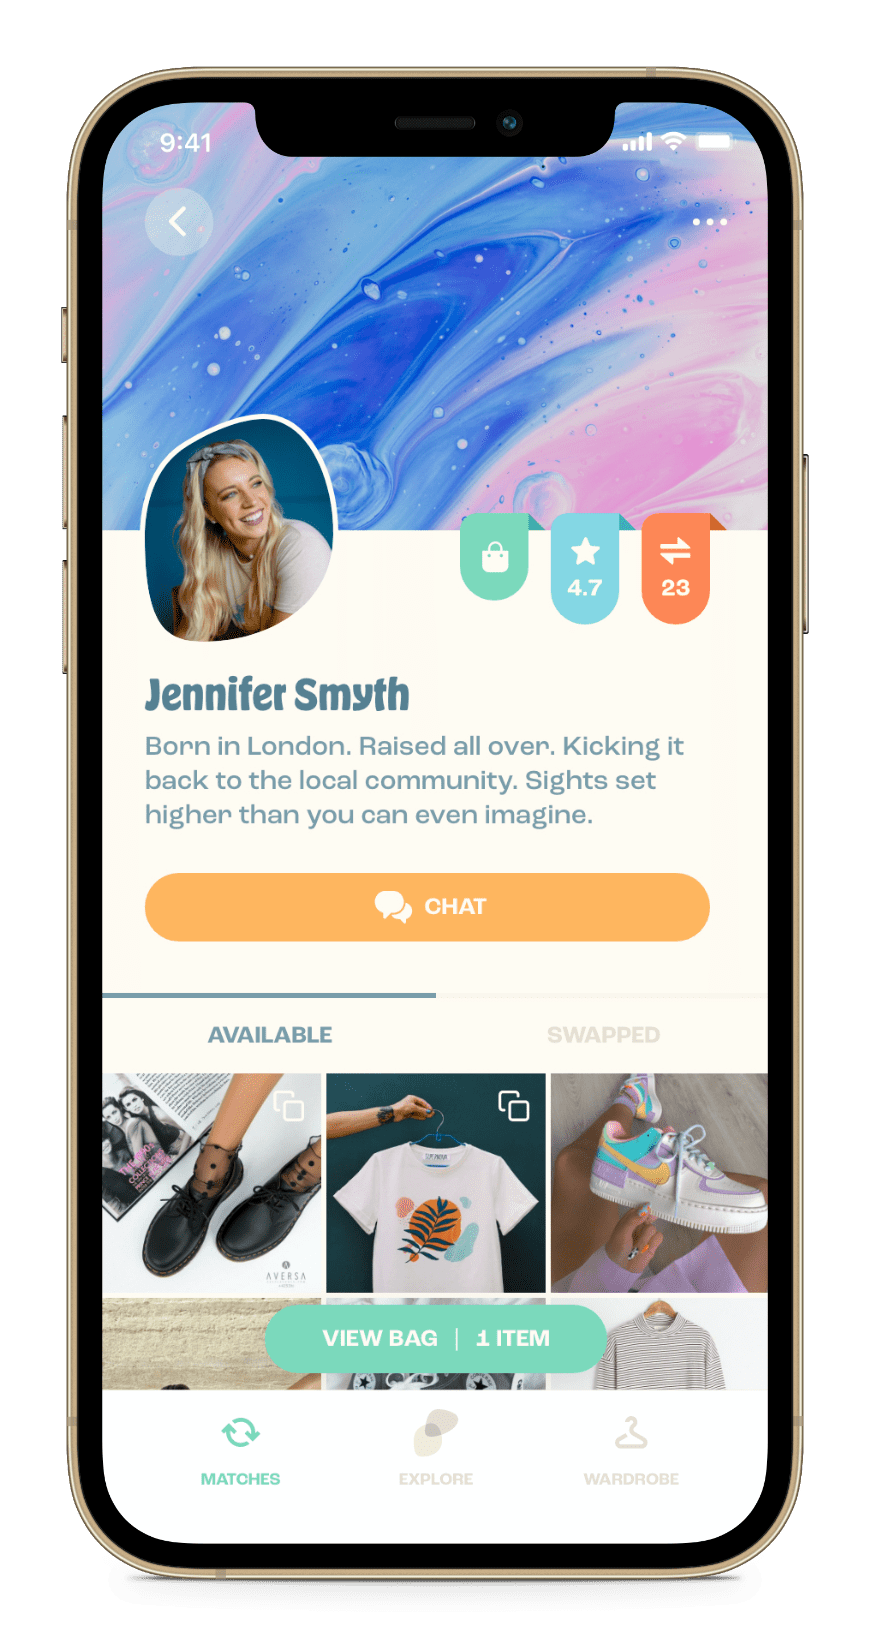 9:41
4.7
23
Jennifer Smyth
Born in London. Raised all over. Kicking it
back to the local community. Sights set
higher than you can even imagine.
CHAT
AVAILABLE
SWAPPED
AVERSA
VIEW BAG | 1 ITEM
MATCHES
EXPLORE
WARDROBE